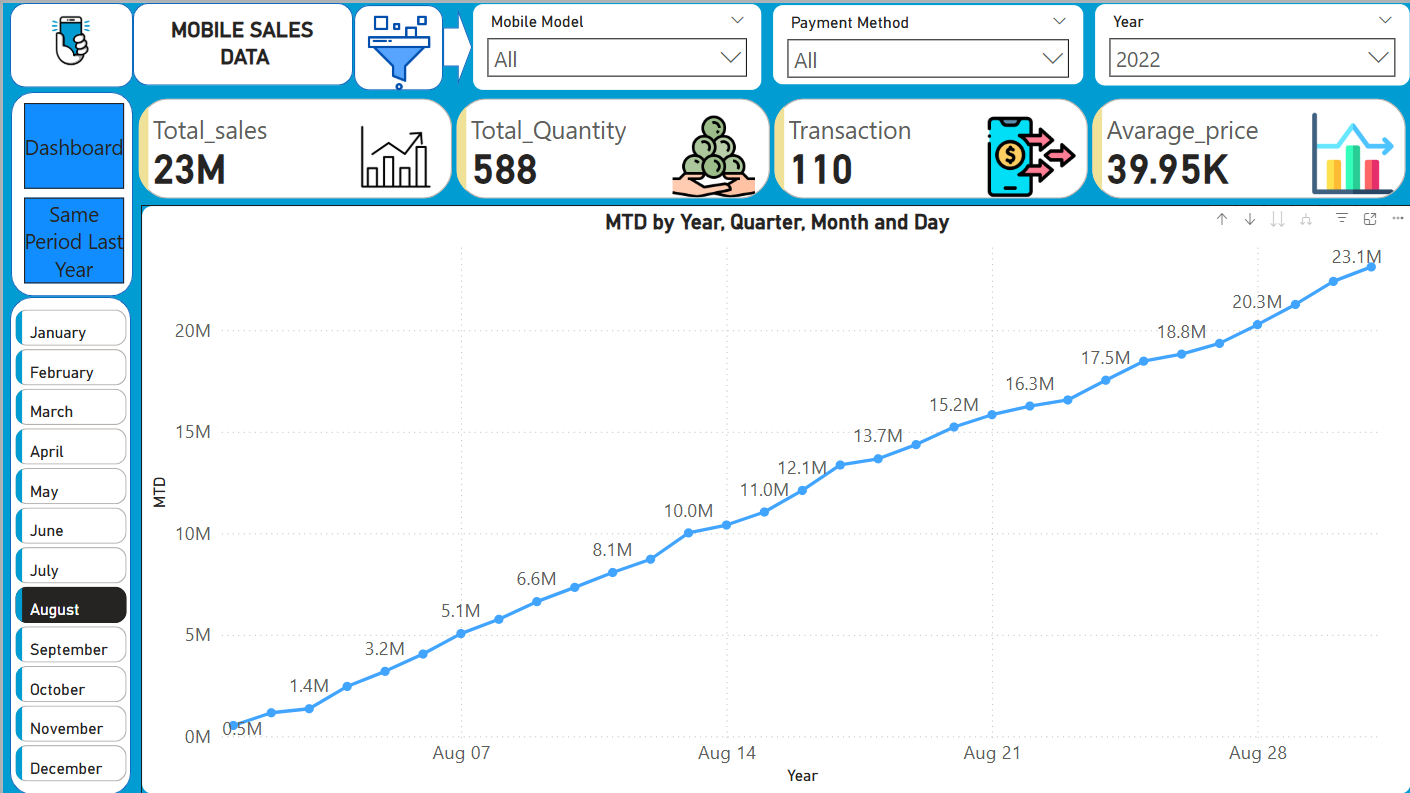 MOBILE SALES
DATA
Mobile Model
All
Payment Method
All
Year
2022
Dashboard
Same
Period Last
Year
Total_sales
23M
Total_Quantity
588
Transaction
110
Avarage_price
39.95K
$
January
February
March
April
May
June
July
August
September
October
November
December
MTD by Year, Quarter, Month and Day
MTD
20M
15M
10M
5M
0M
0.5M
1.4M
3.2M
5.1M
6.6M
8.1M
10.0M
11.0M
12.1M
13.7M
15.2M
16.3M
17.5M
18.8M
20.3M
23.1M
Aug 07
Aug 14
Aug 21
Aug 28
Year